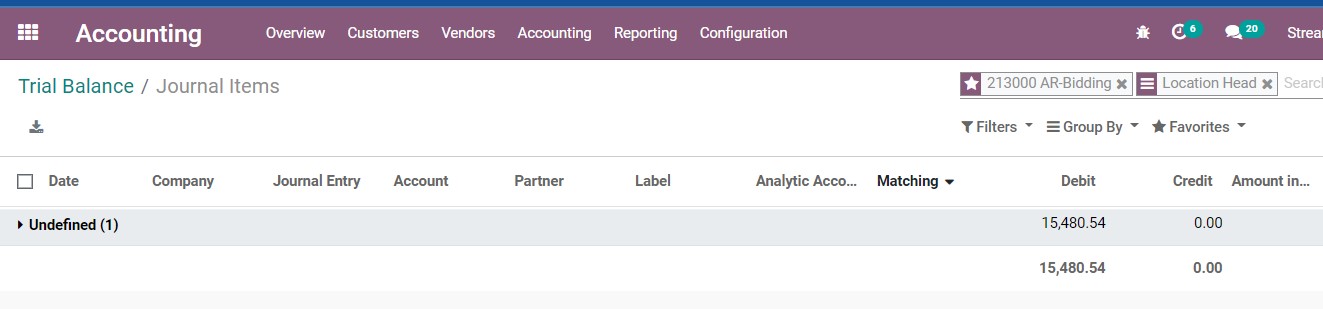 Accounting Overview Customers Vendors Accounting Reporting Configuration 6 20
Trial Balance / Journal Items 213000 AR-Bidding Location Head
Filters Group By Favorites
Date Company Journal Entry Account Partner Label Analytic Acco... Matching Debit Credit Amount in...
Undefined (1) 15,480.54 0.00
15,480.54 0.00